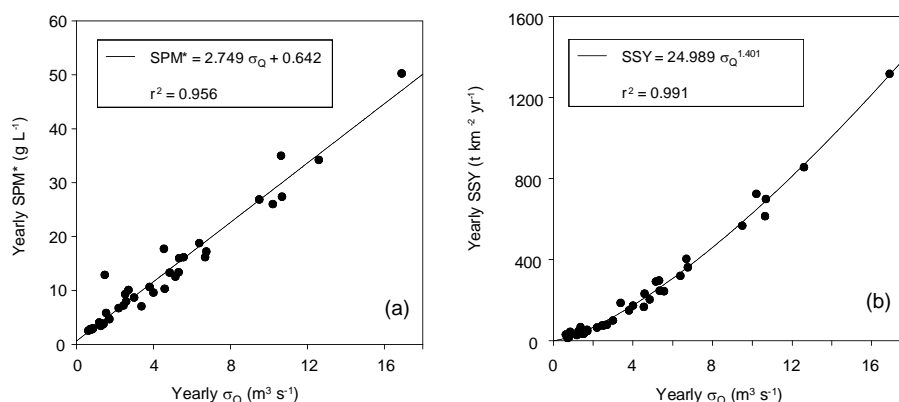 60
50
40
30
20
10
0
Yearly SPM* (g L⁻¹)
SPM* = 2.749 σQ + 0.642
r² = 0.956
(a)
0 4 8 12 16
Yearly σQ (m³ s⁻¹)
1600
1200
800
400
0
Yearly SSY (t km⁻² yr⁻¹)
SSY = 24.989 σQ^1.401
r² = 0.991
(b)
0 4 8 12 16
Yearly σQ (m³ s⁻¹)